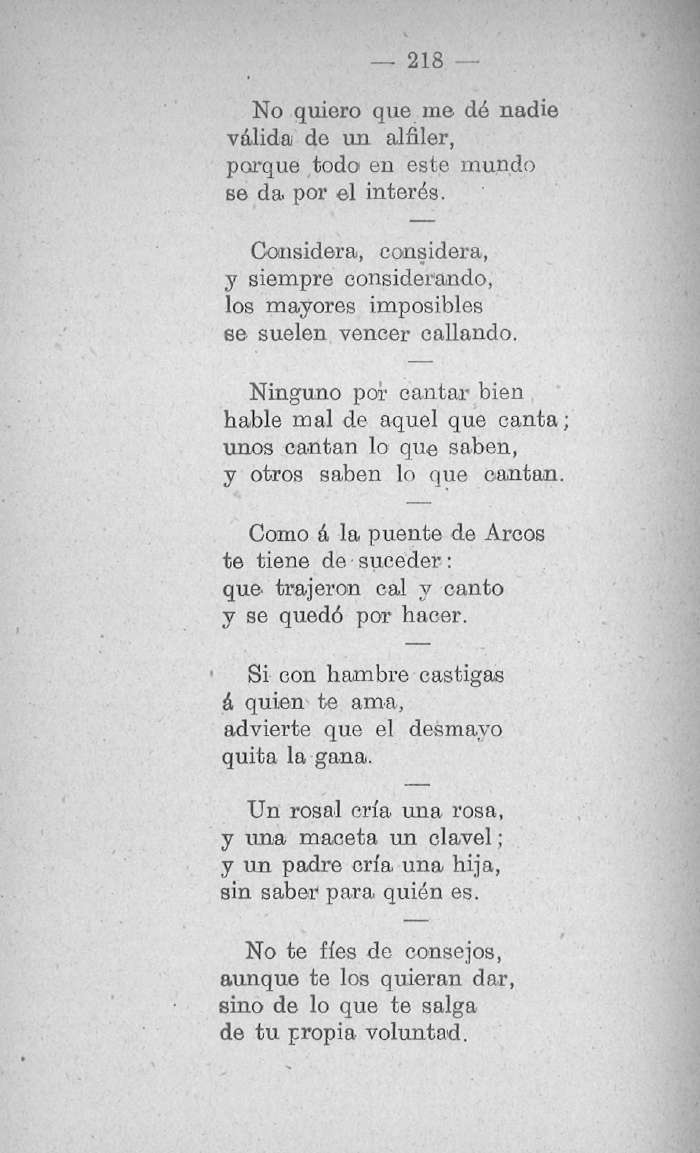 — 218 —
No quiero que me dé nadie
válida de un alfiler,
porque todo en este mundo
se da por el interés.
Considera, considera,
y siempre considerando,
los mayores imposibles
se suelen vencer callando.
Ninguno por cantar bien
hable mal de aquel que canta;
unos cantan lo que saben,
y otros saben lo que cantan.
Como á la puente de Arcos
te tiene de suceder:
que trajeron cal y canto
y se quedó por hacer.
Si con hambre castigas
á quien te ama,
advierte que el desmayo
quita la gana.
Un rosal cría una rosa,
y una maceta un clavel;
y un padre cría una hija,
sin saber para quién es.
No te fíes de consejos,
aunque te los quieran dar,
sino de lo que te salga
de tu propia voluntad.